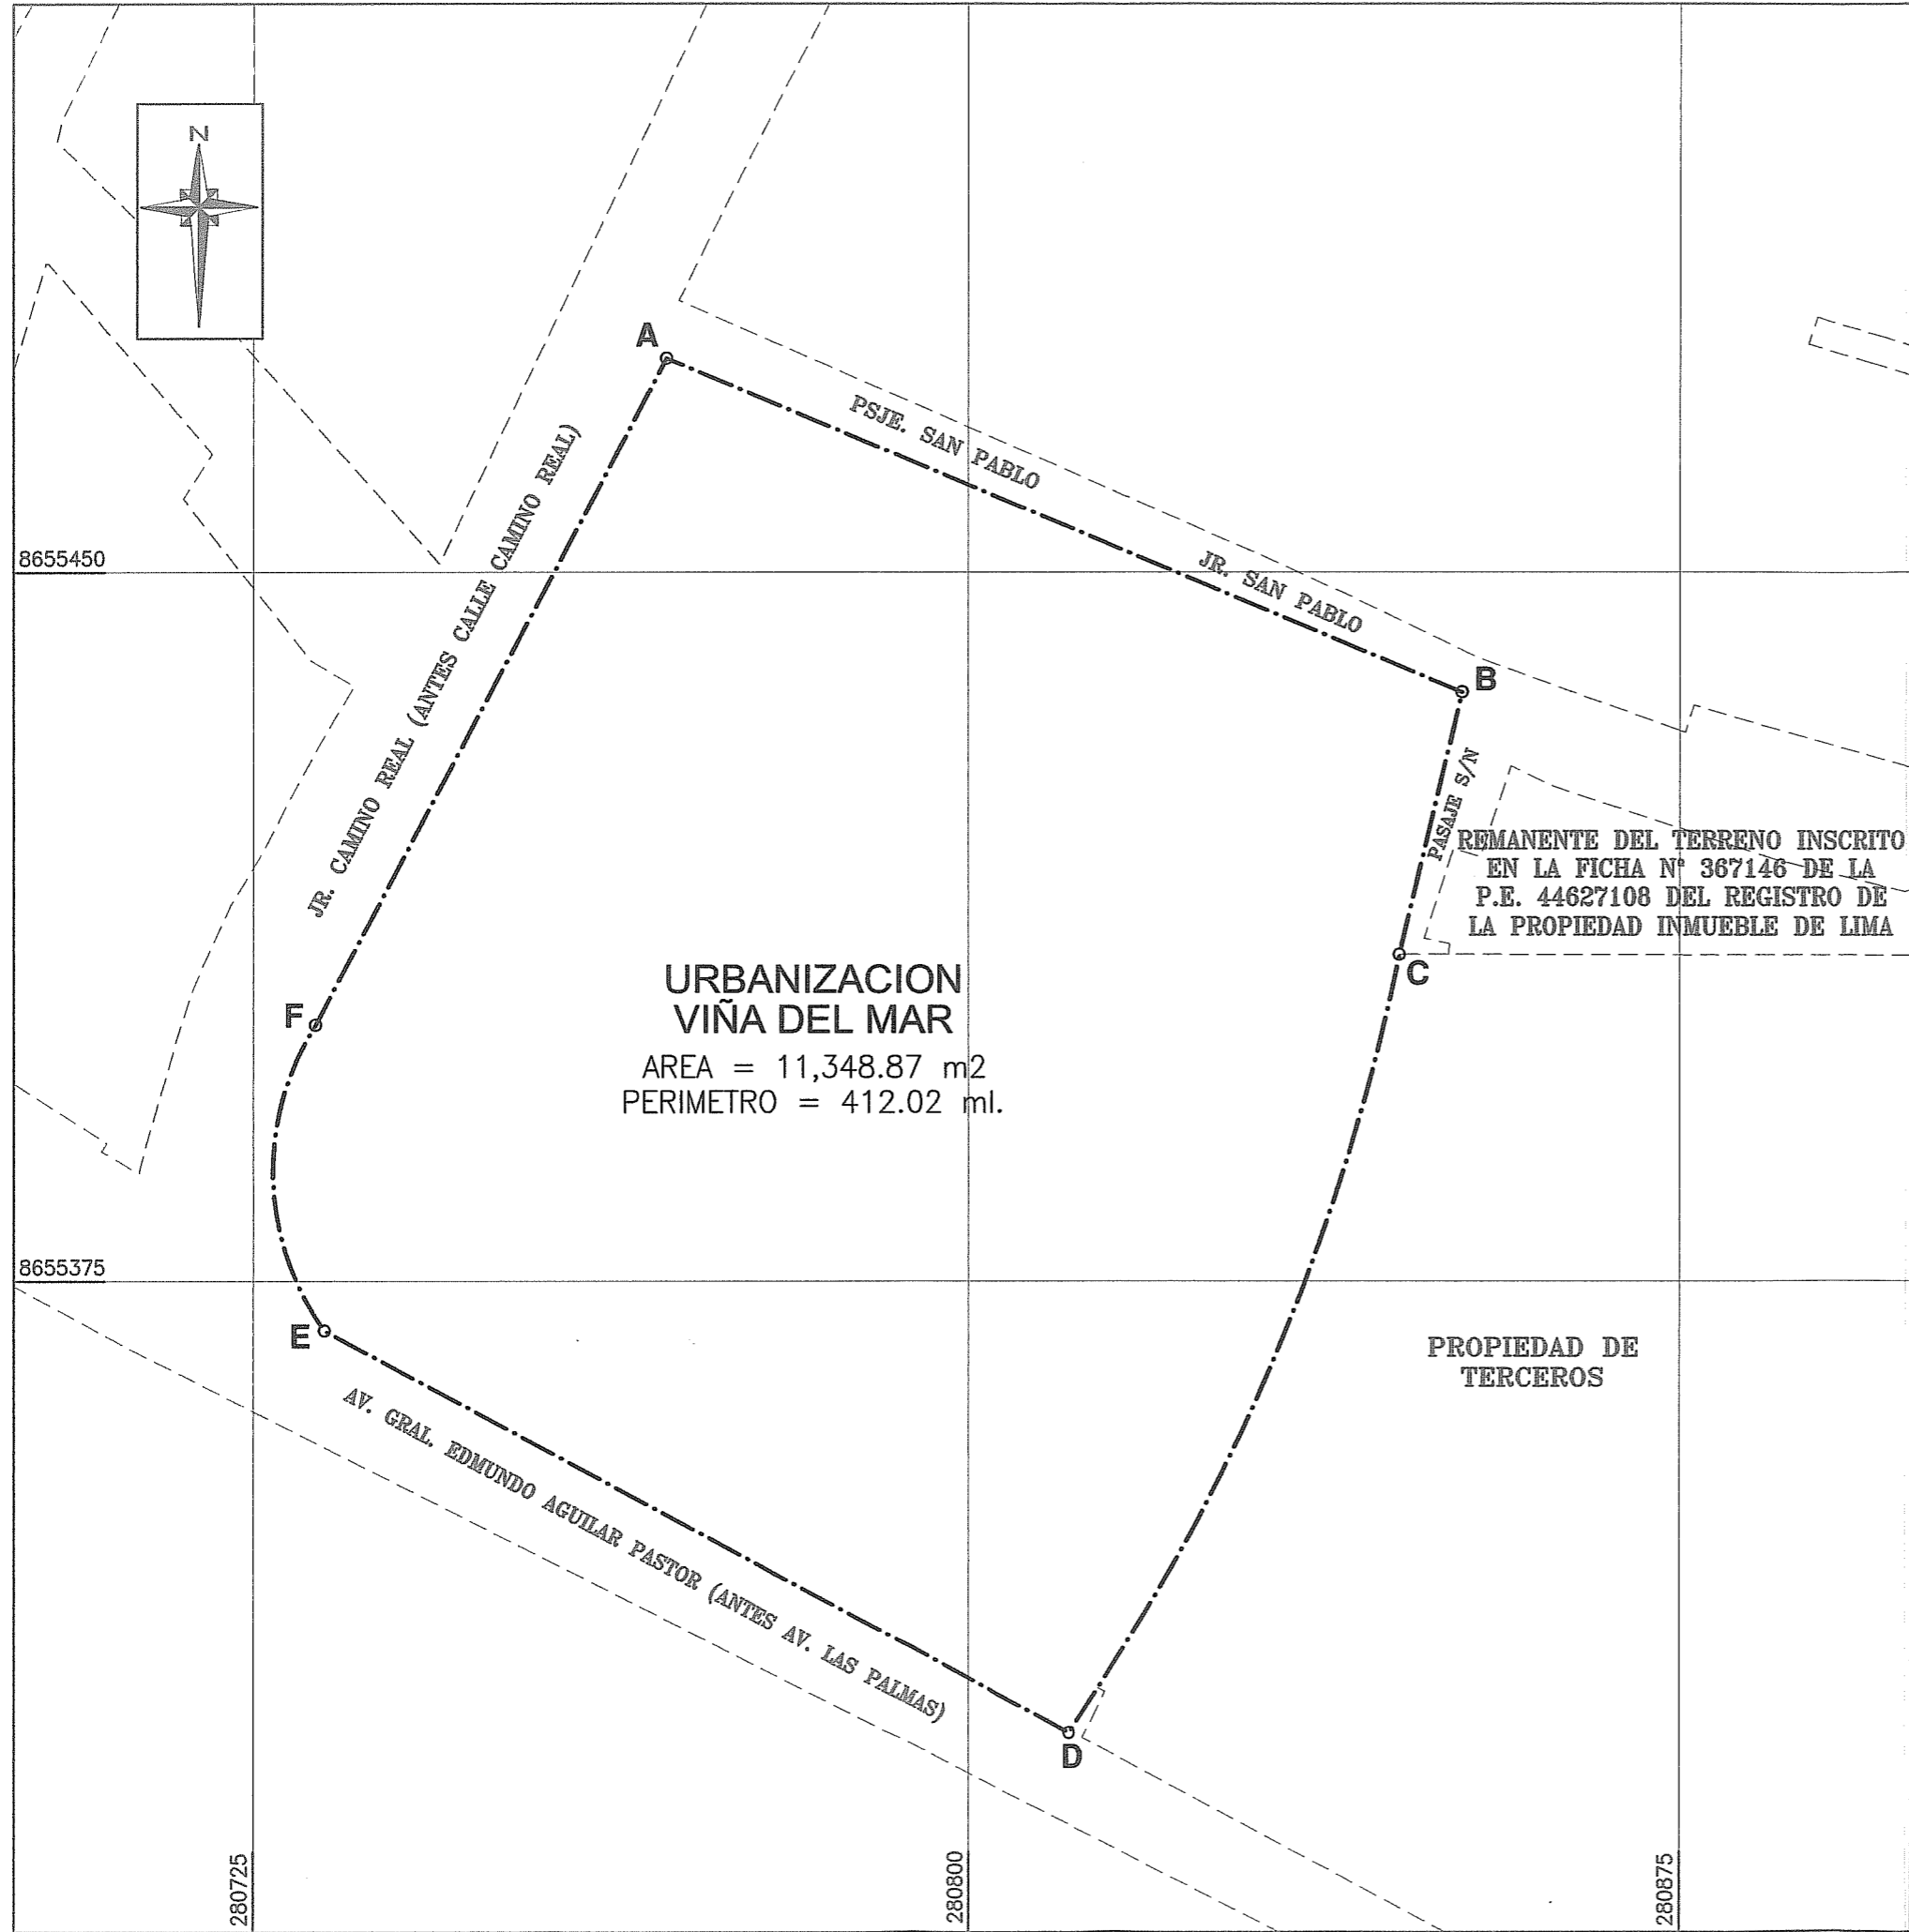 N
A
PSJE. SAN PABLO
JR. SAN PABLO
JR. CAMINO REAL (ANTES CALLE CAMINO REAL)
8655450
B
PASAJE S/N
REMANENTE DEL TERRENO INSCRITO
EN LA FICHA N° 367146 DE LA
P.E. 44627108 DEL REGISTRO DE
LA PROPIEDAD INMUEBLE DE LIMA
C
URBANIZACION
VIÑA DEL MAR
AREA = 11,348.87 m2
PERIMETRO = 412.02 ml.
F
8655375
E
PROPIEDAD DE
TERCEROS
AV. GRAL. EDMUNDO AGUILAR PASTOR (ANTES AV. LAS PALMAS)
D
280725
280800
280875